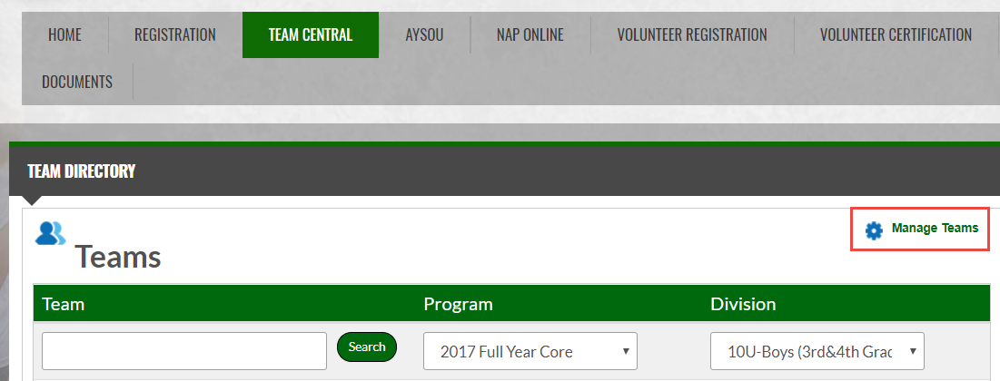 HOME REGISTRATION TEAM CENTRAL AYSOU NAP ONLINE VOLUNTEER REGISTRATION VOLUNTEER CERTIFICATION
DOCUMENTS
TEAM DIRECTORY
Manage Teams
Teams
Team Program Division
Search 2017 Full Year Core 10U-Boys (3rd&4th Grac